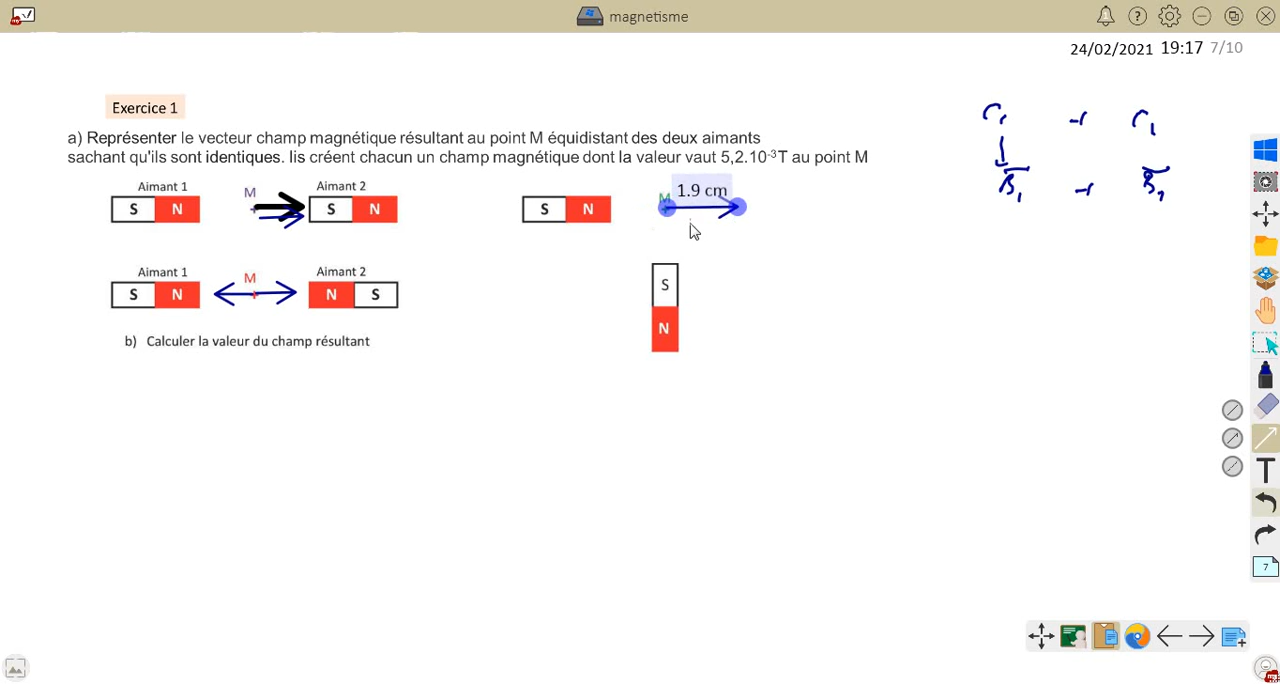 magnetisme
24/02/2021 19:17 7/10
Exercice 1
a) Représenter le vecteur champ magnétique résultant au point M équidistant des deux aimants
sachant qu'ils sont identiques. Iis créent chacun un champ magnétique dont la valeur vaut 5,2.10⁻³T au point M
Aimant 1 M Aimant 2
S N S N
S N M 1.9 cm
Aimant 1 M Aimant 2
S N N S
S
N
b) Calculer la valeur du champ résultant
7